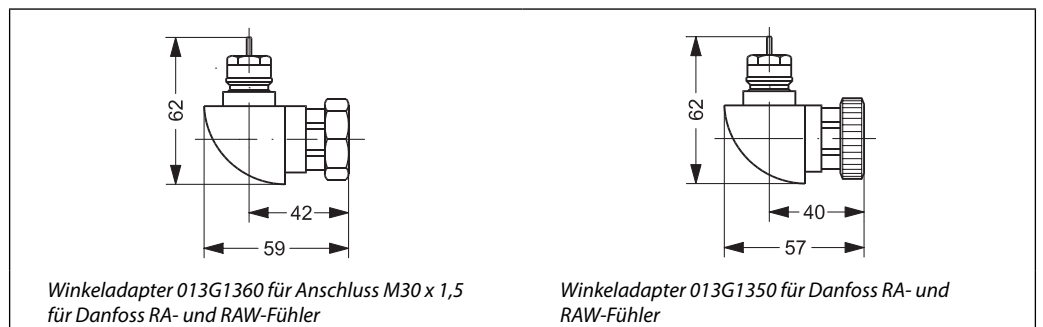 62
42
59
Winkeladapter 013G1360 für Anschluss M30 x 1,5
für Danfoss RA- und RAW-Fühler
62
40
57
Winkeladapter 013G1350 für Danfoss RA- und
RAW-Fühler